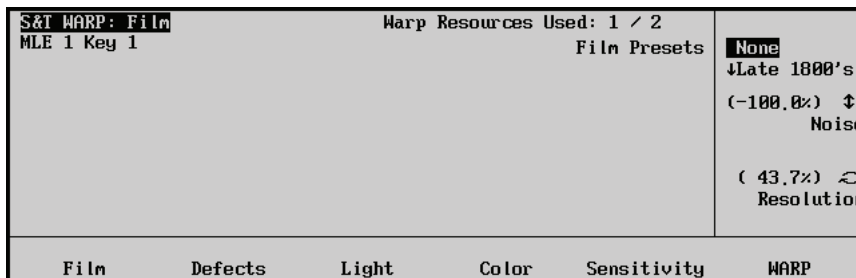 S&T WARP: Film
Warp Resources Used: 1 / 2
MLE 1 Key 1
Film Presets
None
↓Late 1800's
(-100.0%) ↕
Noise
( 43.7%)
Resolution
Film Defects Light Color Sensitivity WARP